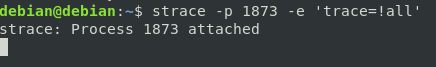 debian@debian:~$ strace -p 1873 -e 'trace=!all'
strace: Process 1873 attached